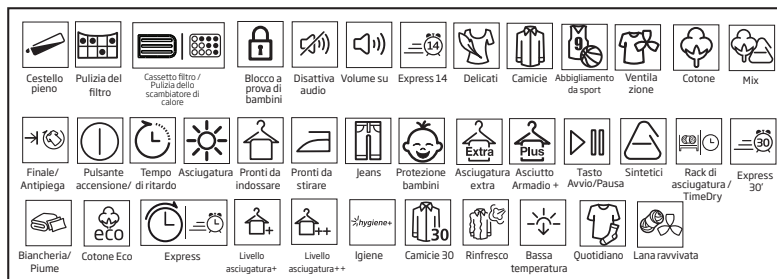 14
9
Cestello pieno
Pulizia del filtro
Cassetto filtro / Pulizia dello scambiatore di calore
Blocco a prova di bambini
Disattiva audio
Volume su
Express 14
Delicati
Camicie
Abbigliamento da sport
Ventila zione
Cotone
Mix
Extra
Plus
30
Finale/ Antipiega
Pulsante accensione/
Tempo di ritardo
Asciugatura
Pronti da indossare
Pronti da stirare
Jeans
Protezione bambini
Asciugatura extra
Asciutto Armadio +
Tasto Avvio/Pausa
Sintetici
Rack di asciugatura / TimeDry
Express 30'
eco
+
++
hygiene+
30
Biancheria/ Piume
Cotone Eco
Express
Livello asciugatura+
Livello asciugatura++
Igiene
Camicie 30
Rinfresco
Bassa temperatura
Quotidiano
Lana ravvivata